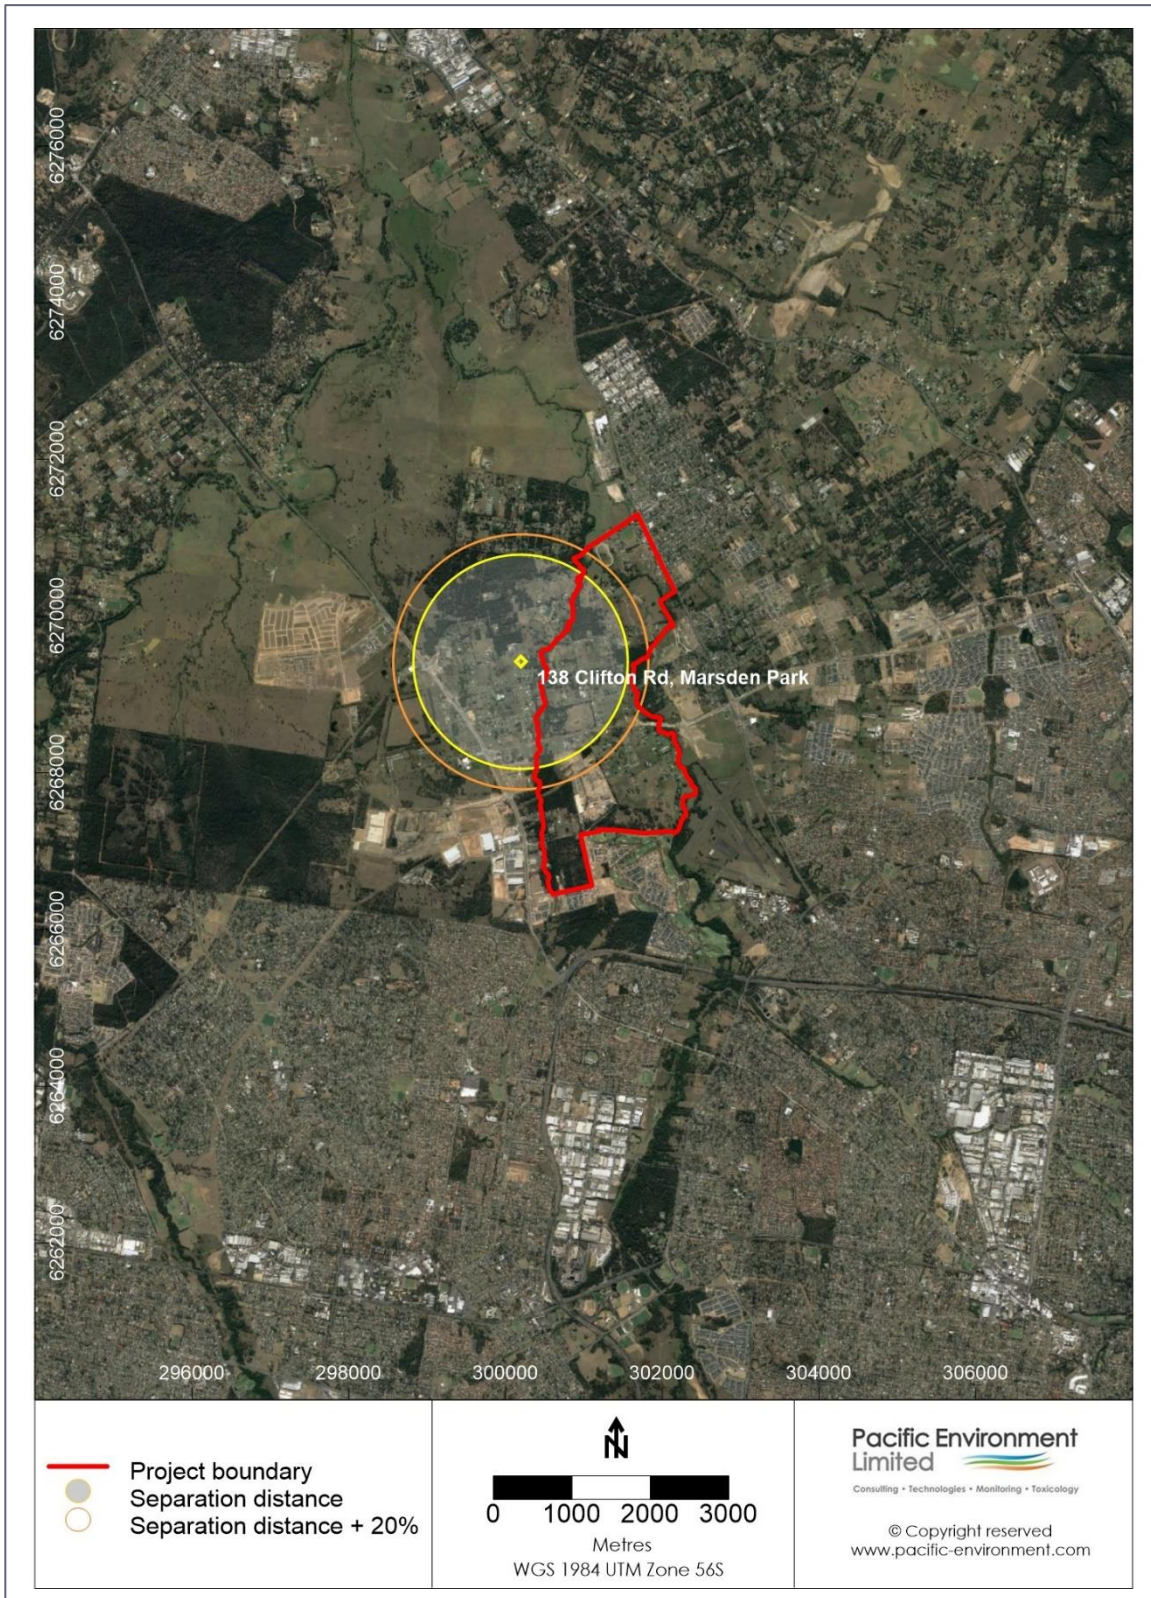 6276000
6274000
6272000
6270000
6268000
6266000
6264000
6262000
138 Clifton Rd, Marsden Park
296000 298000 300000 302000 304000 306000
Project boundary
Separation distance
Separation distance + 20%
N
0 1000 2000 3000
Metres
WGS 1984 UTM Zone 56S
Pacific Environment
Limited
Consulting • Technologies • Monitoring • Toxicology
© Copyright reserved
www.pacific-environment.com